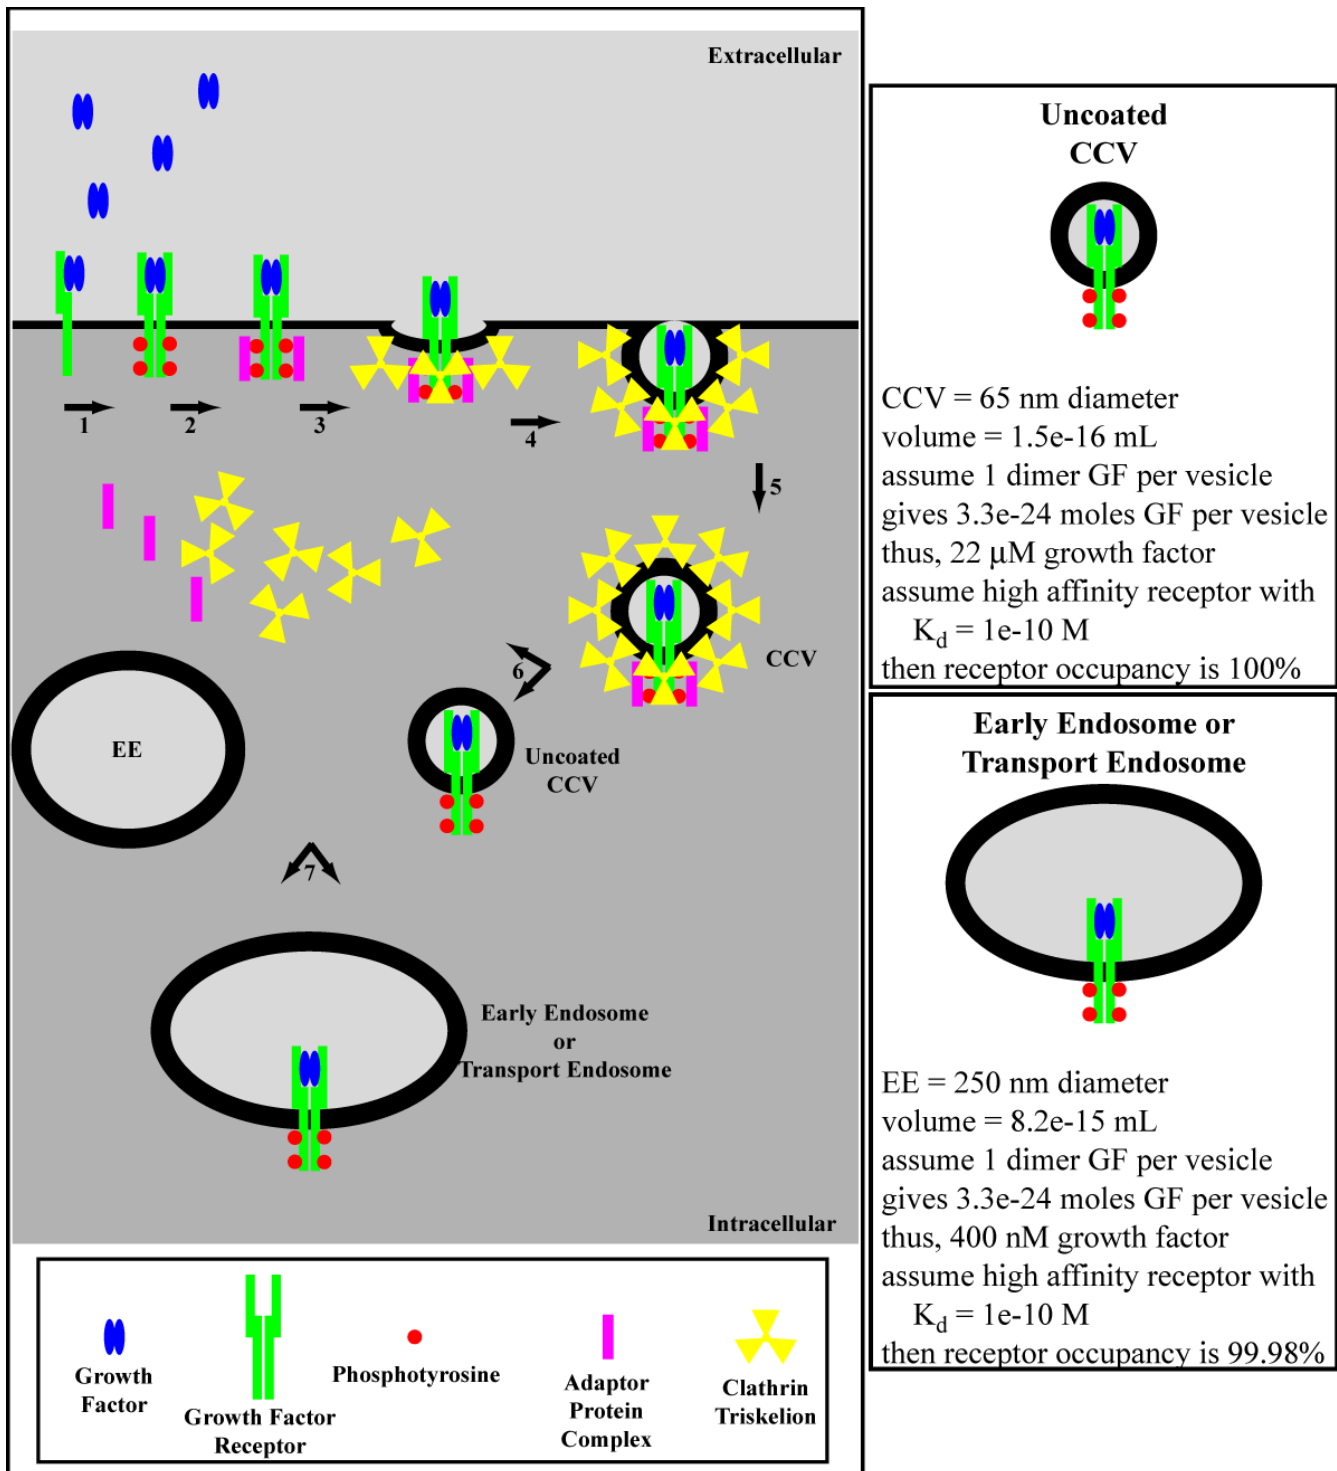 Extracellular
1
2
3
4
5
6
CCV
EE
Uncoated
CCV
7
Early Endosome
or
Transport Endosome
Intracellular
Growth
Factor
Growth Factor
Receptor
Phosphotyrosine
Adaptor
Protein
Complex
Clathrin
Triskelion
Uncoated
CCV
CCV = 65 nm diameter
volume = 1.5e-16 mL
assume 1 dimer GF per vesicle
gives 3.3e-24 moles GF per vesicle
thus, 22 μM growth factor
assume high affinity receptor with
K_d = 1e-10 M
then receptor occupancy is 100%
Early Endosome or
Transport Endosome
EE = 250 nm diameter
volume = 8.2e-15 mL
assume 1 dimer GF per vesicle
gives 3.3e-24 moles GF per vesicle
thus, 400 nM growth factor
assume high affinity receptor with
K_d = 1e-10 M
then receptor occupancy is 99.98%